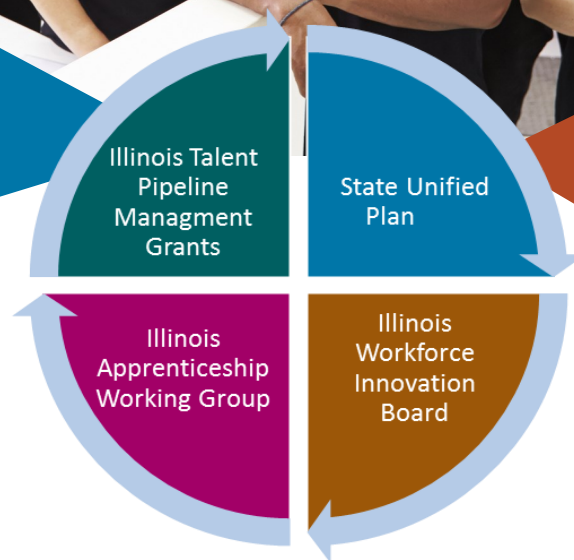 Illinois Talent
Pipeline
Managment
Grants
State Unified
Plan
Illinois
Apprenticeship
Working Group
Illinois
Workforce
Innovation
Board